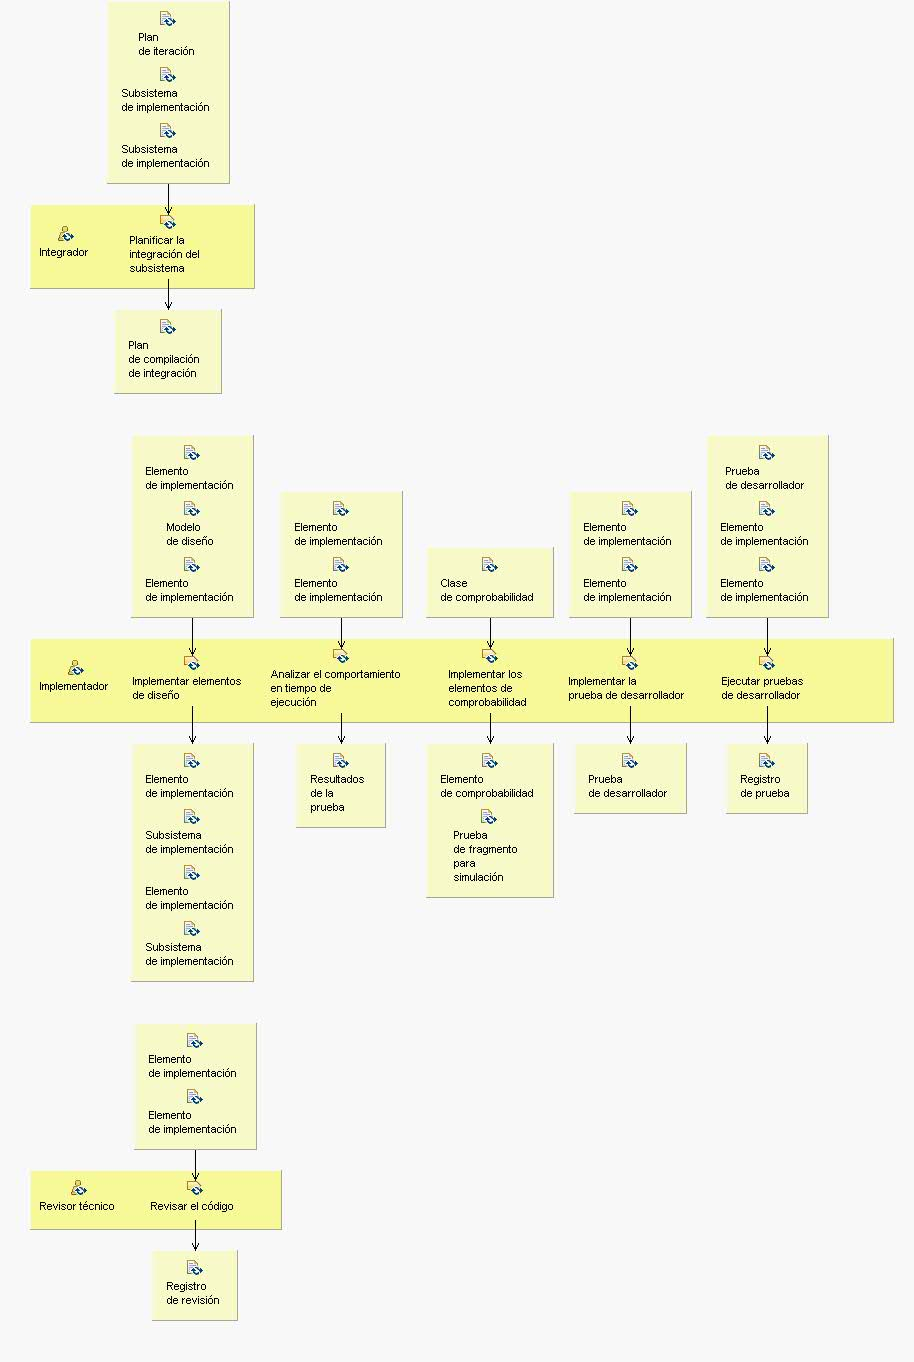 Plan
de iteración
Subsistema
de implementación
Subsistema
de implementación
Integrador
Planificar la
integración del
subsistema
Plan
de compilación
de integración
Elemento
de implementación
Modelo
de diseño
Elemento
de implementación
Elemento
de implementación
Elemento
de implementación
Clase
de comprobabilidad
Elemento
de implementación
Elemento
de implementación
Prueba
de desarrollador
Elemento
de implementación
Elemento
de implementación
Implementador
Implementar elementos
de diseño
Analizar el comportamiento
en tiempo de
ejecución
Implementar los
elementos de
comprobabilidad
Implementar la
prueba de desarrollador
Ejecutar pruebas
de desarrollador
Elemento
de implementación
Subsistema
de implementación
Elemento
de implementación
Subsistema
de implementación
Resultados
de la
prueba
Elemento
de comprobabilidad
Prueba
de fragmento
para
simulación
Prueba
de desarrollador
Registro
de prueba
Elemento
de implementación
Elemento
de implementación
Revisor técnico
Revisar el código
Registro
de revisión